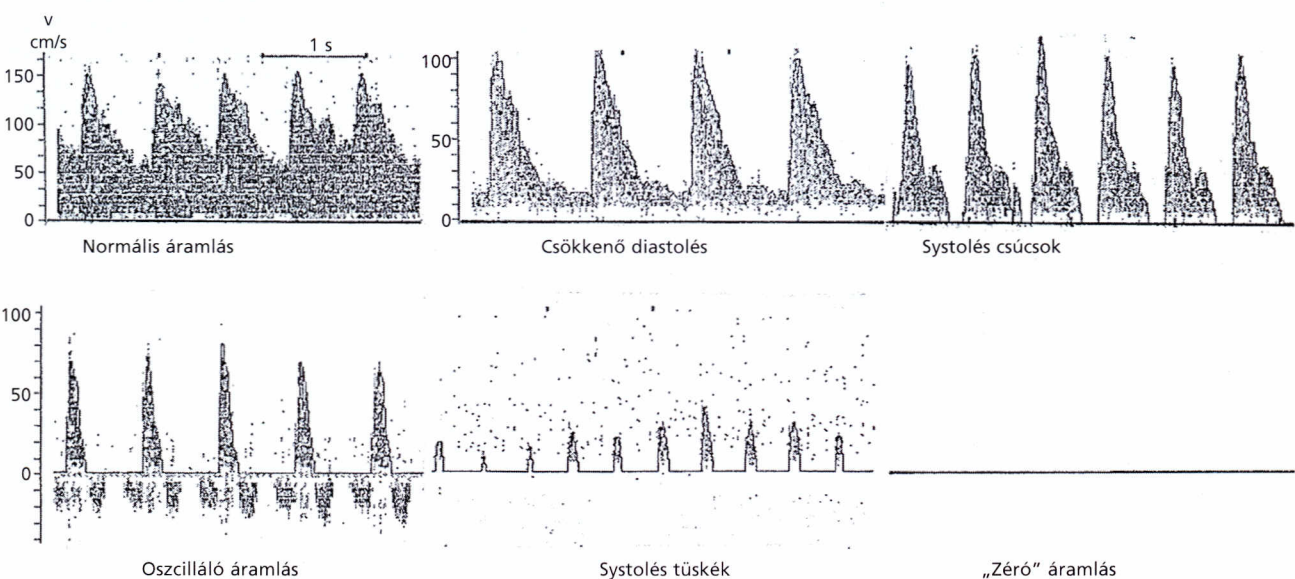 v
cm/s
1 s
150
100
50
0
100
50
0
Normális áramlás
Csökkenő diastolés
Systolés csúcsok
100
50
0
Oszcilláló áramlás
Systolés tüskék
„Zéró” áramlás